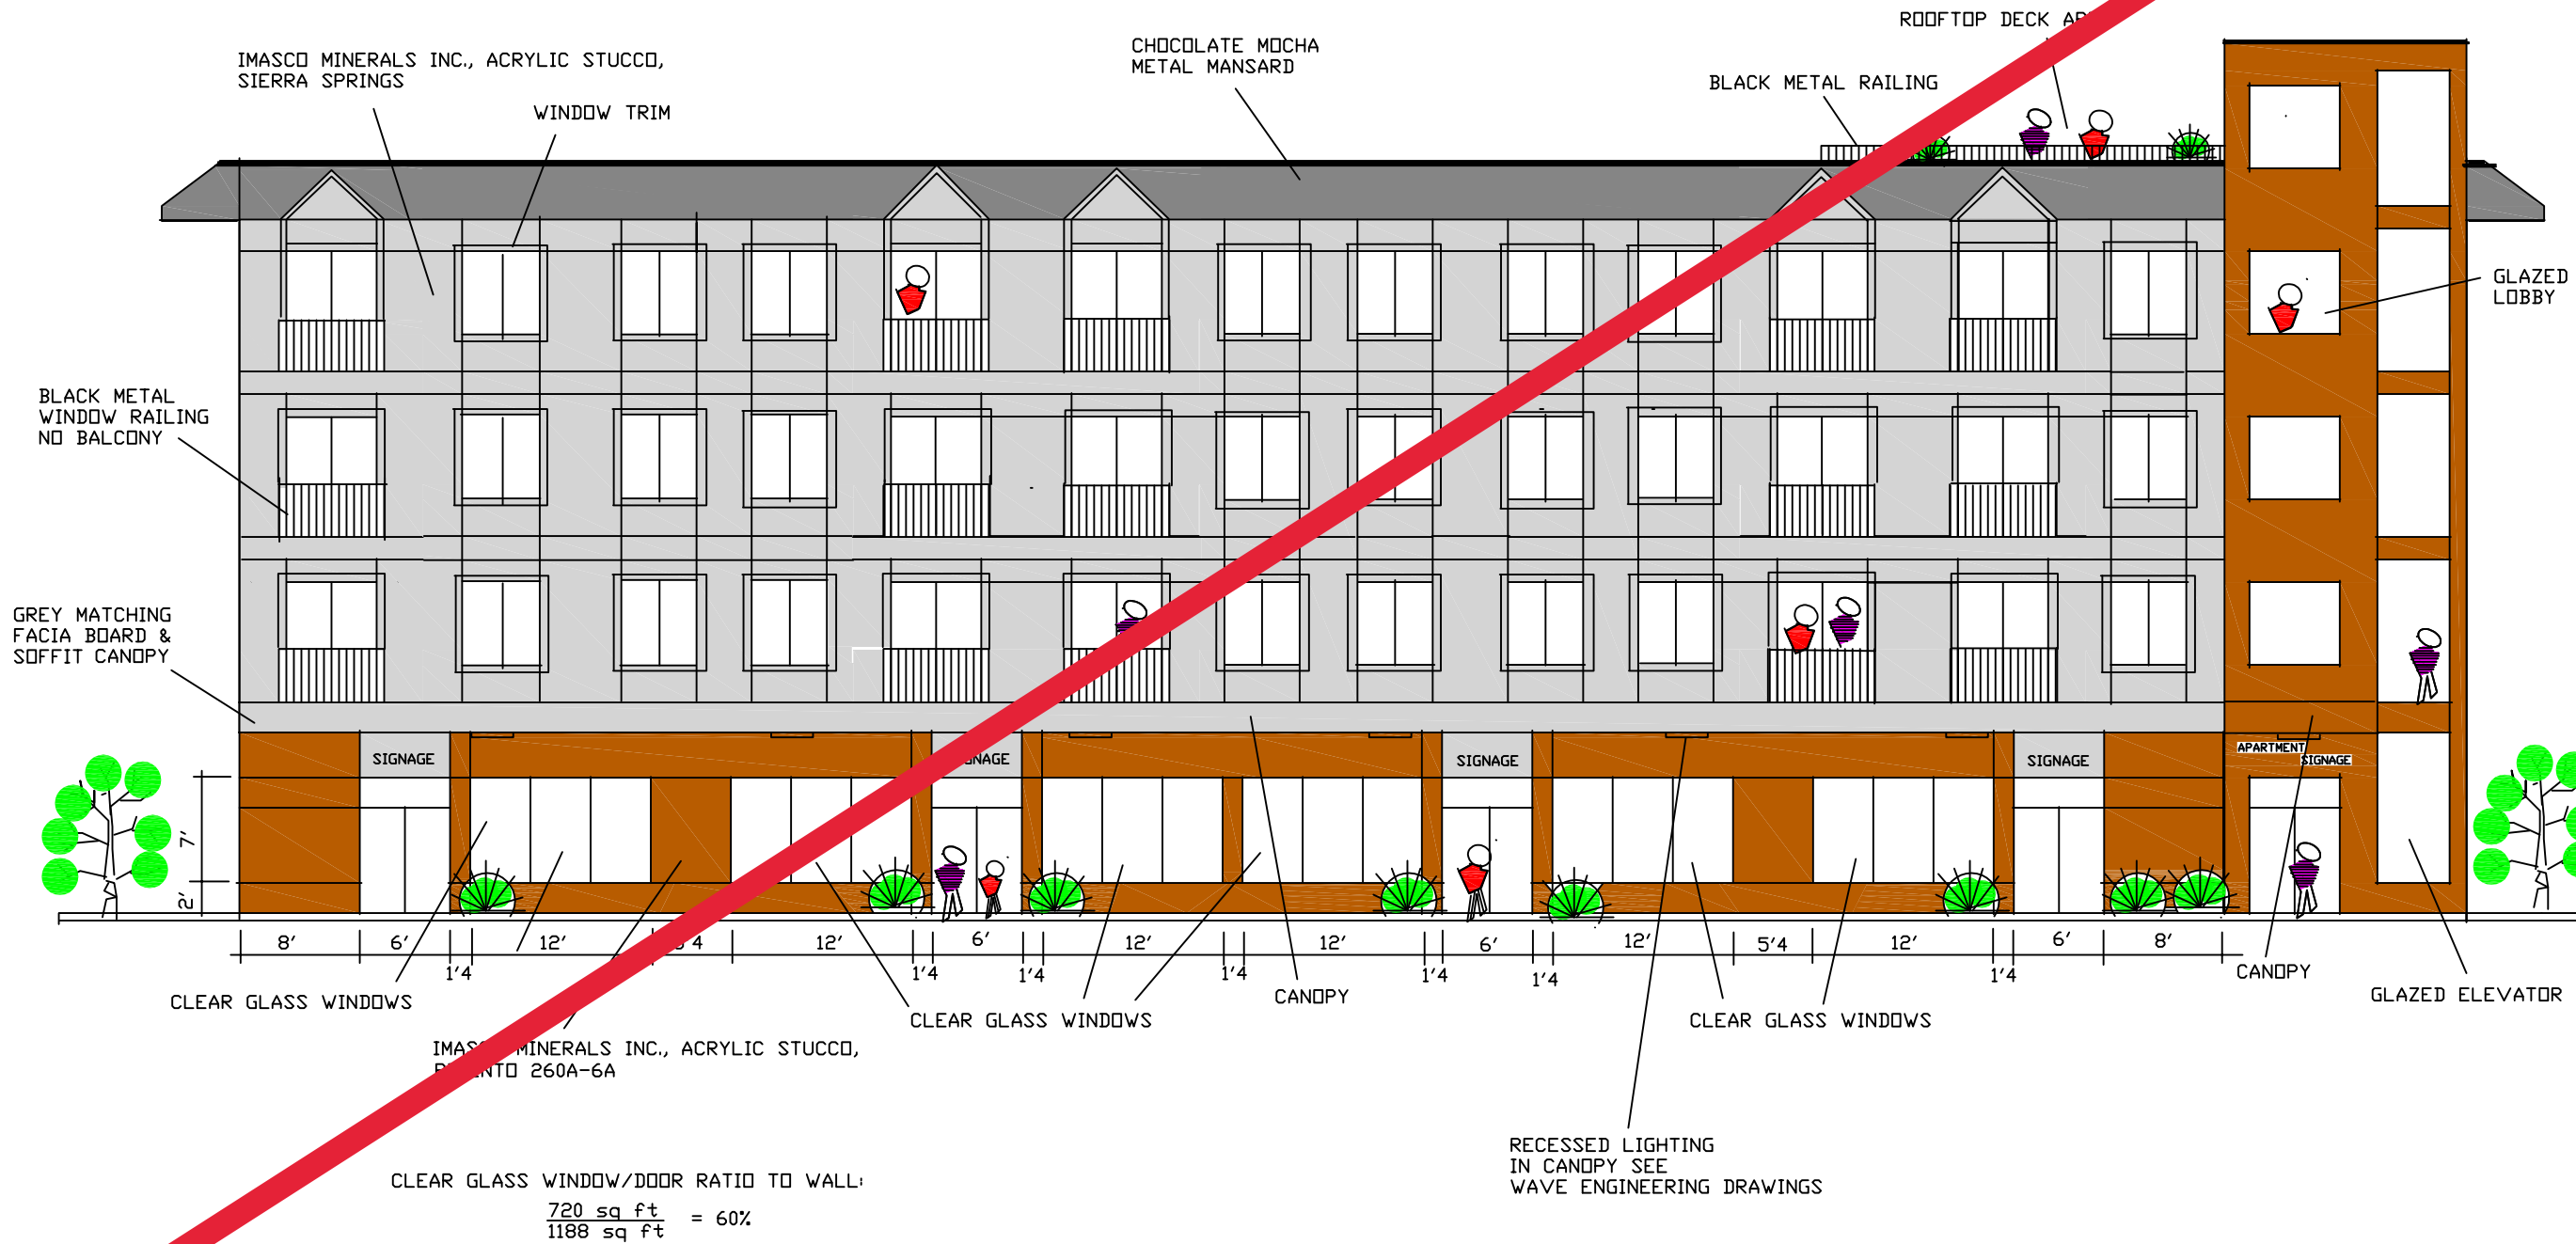 ROOFTOP DECK
IMASCO MINERALS INC., ACRYLIC STUCCO,
SIERRA SPRINGS
WINDOW TRIM
CHOCOLATE MOCHA
METAL MANSARD
BLACK METAL RAILING
GLAZED
LOBBY
BLACK METAL
WINDOW RAILING
NO BALCONY
GREY MATCHING
FACIA BOARD &
SOFFIT CANOPY
SIGNAGE
SIGNAGE
SIGNAGE
APARTMENT
SIGNAGE
7'
2'
8'
6'
1'4
12'
12'
1'4
6'
1'4
12'
1'4
12'
1'4
6'
1'4
12'
5'4
12'
1'4
6'
8'
CLEAR GLASS WINDOWS
CLEAR GLASS WINDOWS
CANOPY
CLEAR GLASS WINDOWS
CANOPY
GLAZED ELEVATOR
MINERALS INC., ACRYLIC STUCCO,
260A-6A
RECESSED LIGHTING
IN CANOPY SEE
WAVE ENGINEERING DRAWINGS
CLEAR GLASS WINDOW/DOOR RATIO TO WALL:
720 sq ft
1188 sq ft
= 60%